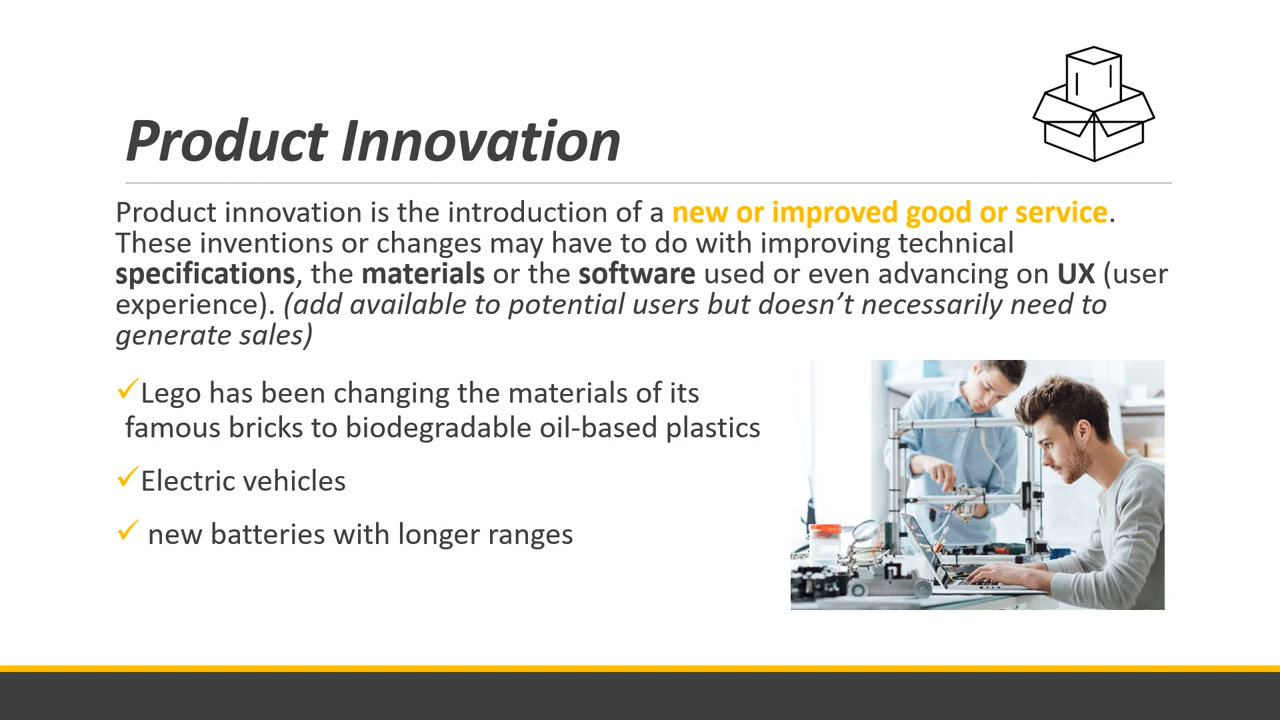 Product Innovation
Product innovation is the introduction of a new or improved good or service.
These inventions or changes may have to do with improving technical
specifications, the materials or the software used or even advancing on UX (user
experience). (add available to potential users but doesn’t necessarily need to
generate sales)
✓Lego has been changing the materials of its
famous bricks to biodegradable oil-based plastics
✓Electric vehicles
✓ new batteries with longer ranges